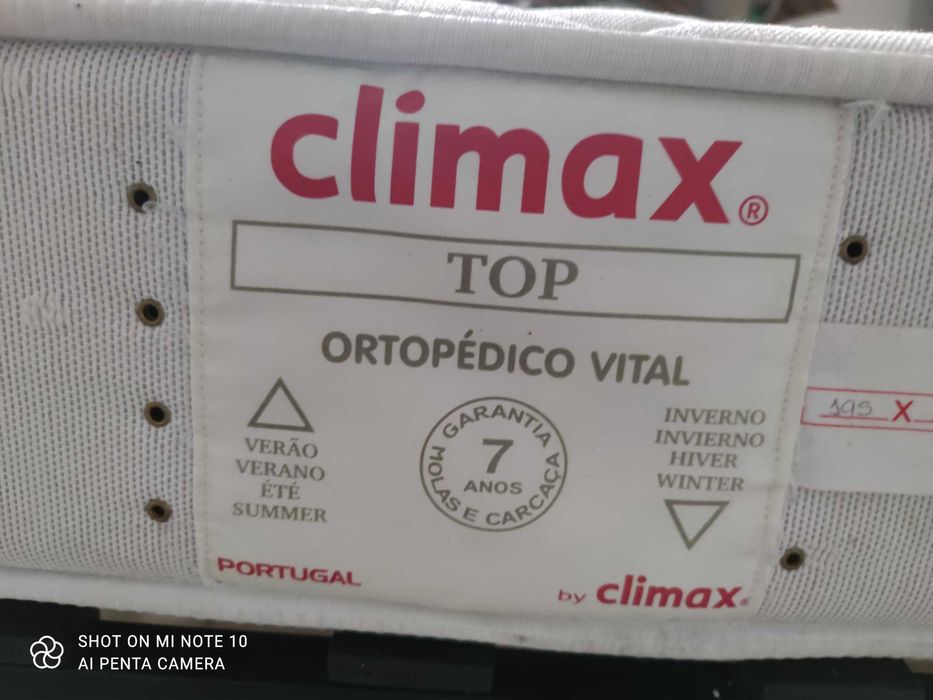 climax®
TOP
ORTOPÉDICO VITAL
VERÃO
VERANO
ÉTÉ
SUMMER
GARANTIA
7
ANOS
MOLAS E CARCAÇA
INVERNO
INVIERNO
HIVER
WINTER
195 X
PORTUGAL
by climax®
SHOT ON MI NOTE 10
AI PENTA CAMERA